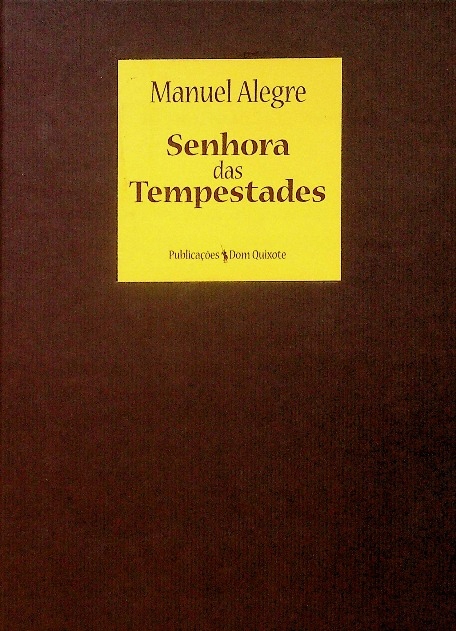 Manuel Alegre
Senhora
das
Tempestades
Publicações Dom Quixote